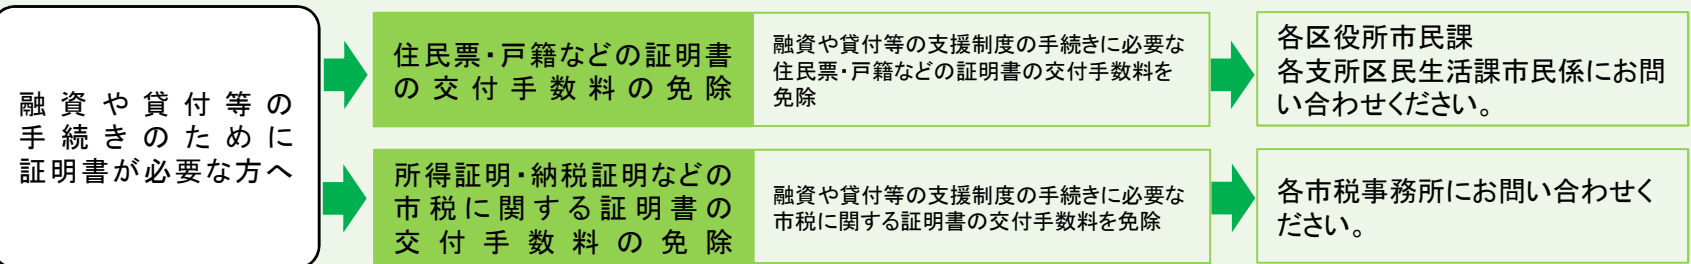 融資や貸付等の
手続きのために
証明書が必要な方へ
住民票・戸籍などの証明書
の交付手数料の免除
融資や貸付等の支援制度の手続きに必要な
住民票・戸籍などの証明書の交付手数料を
免除
各区役所市民課
各支所区民生活課市民係にお問
い合わせください。
所得証明・納税証明などの
市税に関する証明書の
交付手数料の免除
融資や貸付等の支援制度の手続きに必要な
市税に関する証明書の交付手数料を免除
各市税事務所にお問い合わせく
ださい。